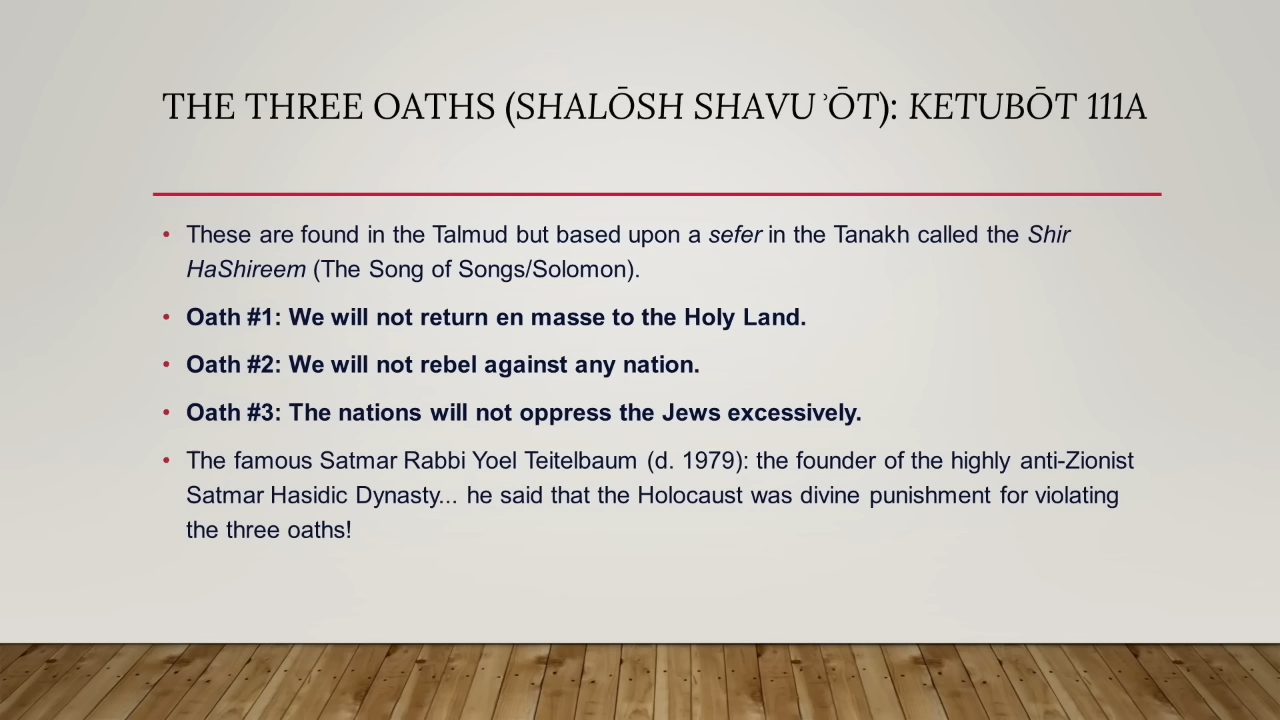 THE THREE OATHS (SHALŌSH SHAVUʾŌT): KETUBŌT 111A
• These are found in the Talmud but based upon a sefer in the Tanakh called the Shir
HaShireem (The Song of Songs/Solomon).
• Oath #1: We will not return en masse to the Holy Land.
• Oath #2: We will not rebel against any nation.
• Oath #3: The nations will not oppress the Jews excessively.
• The famous Satmar Rabbi Yoel Teitelbaum (d. 1979): the founder of the highly anti-Zionist
Satmar Hasidic Dynasty... he said that the Holocaust was divine punishment for violating
the three oaths!